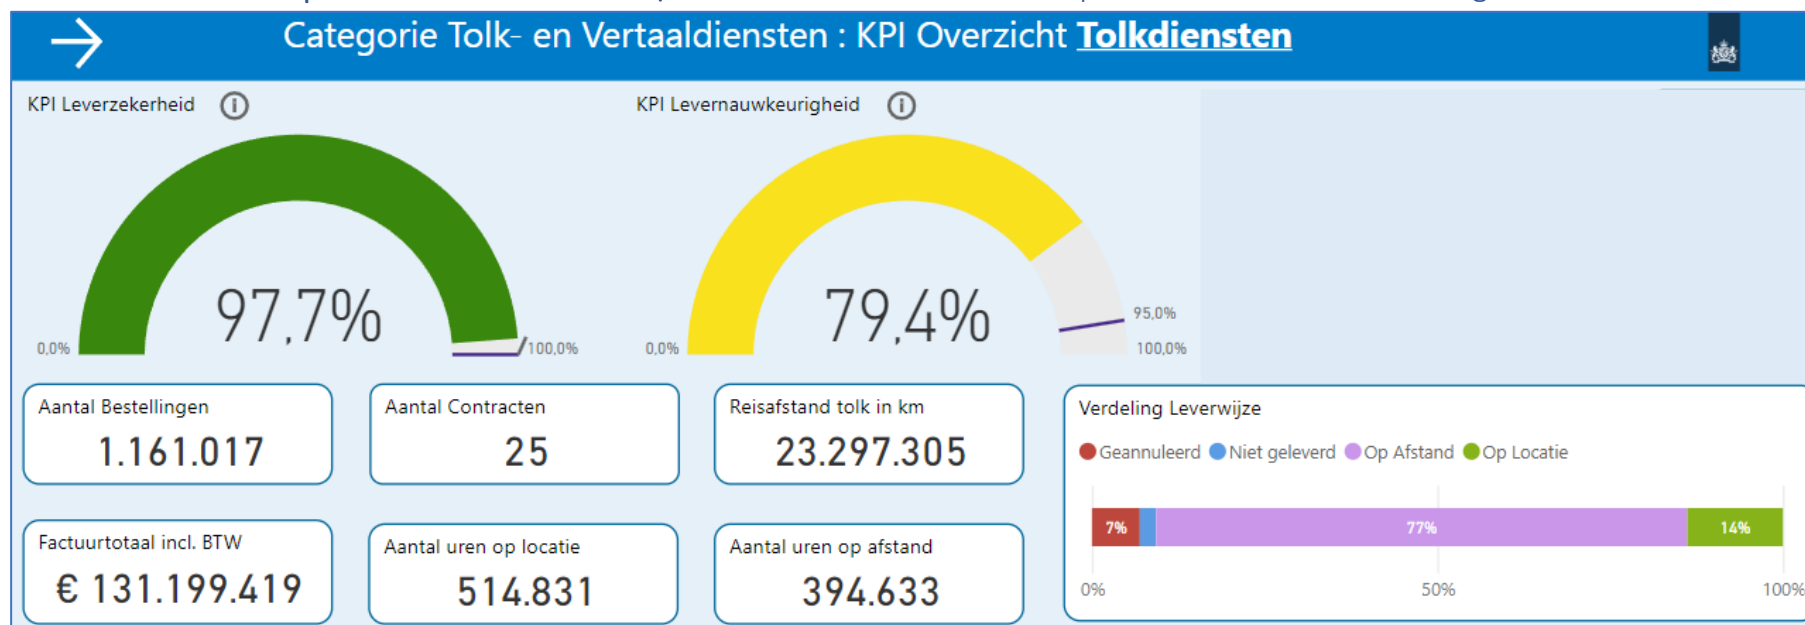 Categorie Tolk- en Vertaaldiensten : KPI Overzicht Tolkdiensten
KPI Leverzekerheid
KPI Levernauwkeurigheid
97,7%
0,0%
100,0%
79,4%
0,0%
95,0%
100,0%
Aantal Bestellingen
1.161.017
Aantal Contracten
25
Reisafstand tolk in km
23.297.305
Verdeling Leverwijze
Geannuleerd Niet geleverd Op Afstand Op Locatie
7% 77% 14%
0% 50% 100%
Factuurtotaal incl. BTW
€ 131.199.419
Aantal uren op locatie
514.831
Aantal uren op afstand
394.633